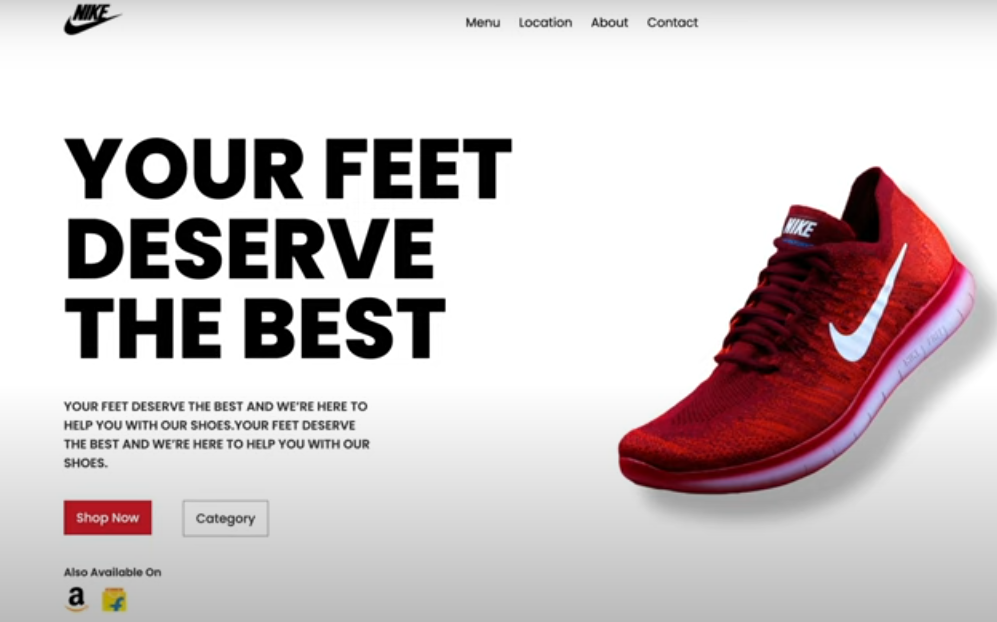 NIKE
Menu Location About Contact
YOUR FEET
DESERVE
THE BEST
NIKE
YOUR FEET DESERVE THE BEST AND WE'RE HERE TO
HELP YOU WITH OUR SHOES.YOUR FEET DESERVE
THE BEST AND WE'RE HERE TO HELP YOU WITH OUR
SHOES.
Shop Now Category
Also Available On
a
f